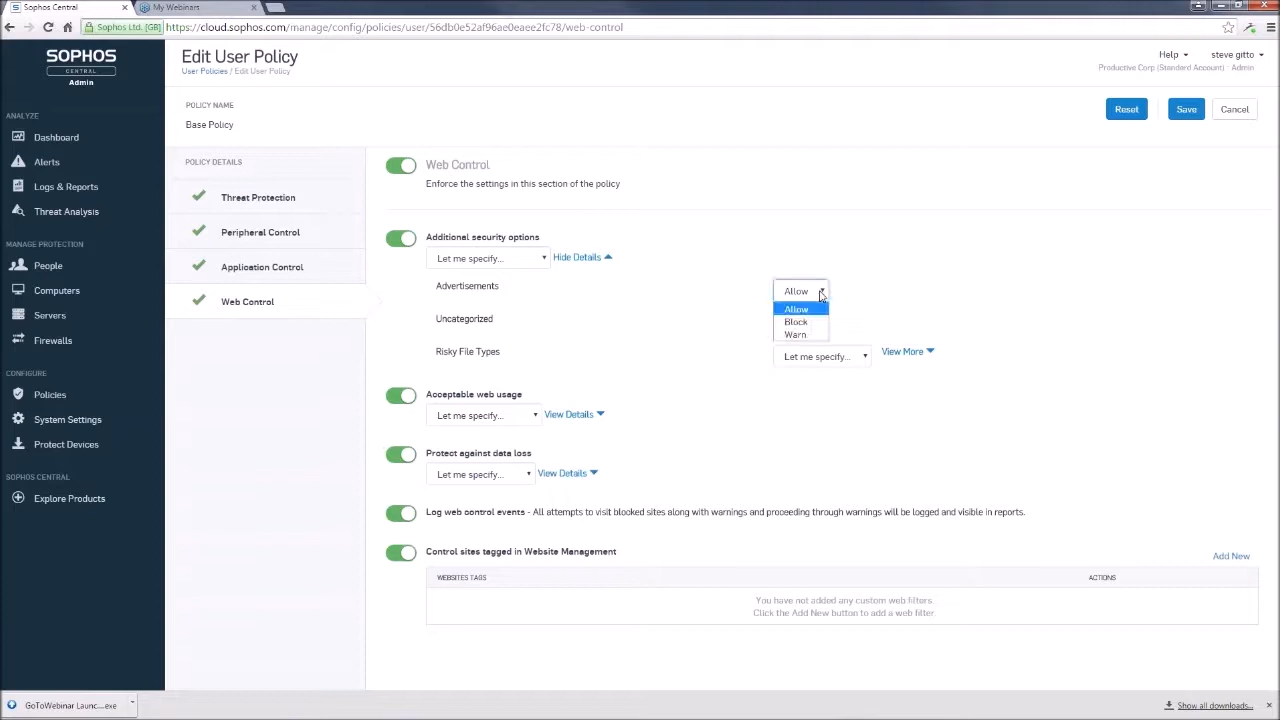 Sophos Central
My Webinars
Sophos Ltd. [GB] https://cloud.sophos.com/manage/config/policies/user/56db0e52af96ae0eaee2fc78/web-control
SOPHOS
CENTRAL
Admin
ANALYZE
Dashboard
Alerts
Logs & Reports
Threat Analysis
MANAGE PROTECTION
People
Computers
Servers
Firewalls
CONFIGURE
Policies
System Settings
Protect Devices
SOPHOS CENTRAL
Explore Products
Edit User Policy
User Policies / Edit User Policy
Help
steve gitto
Productive Corp (Standard Account) - Admin
POLICY NAME
Base Policy
Reset
Save
Cancel
POLICY DETAILS
Threat Protection
Peripheral Control
Application Control
Web Control
Web Control
Enforce the settings in this section of the policy
Additional security options
Let me specify... Hide Details
Advertisements
Allow
Allow
Block
Warn
Uncategorized
Risky File Types
Let me specify... View More
Acceptable web usage
Let me specify... View Details
Protect against data loss
Let me specify... View Details
Log web control events - All attempts to visit blocked sites along with warnings and proceeding through warnings will be logged and visible in reports.
Control sites tagged in Website Management
Add New
WEBSITES TAGS ACTIONS
You have not added any custom web filters.
Click the Add New button to add a web filter.
GoToWebinar Launc....exe
Show all downloads...